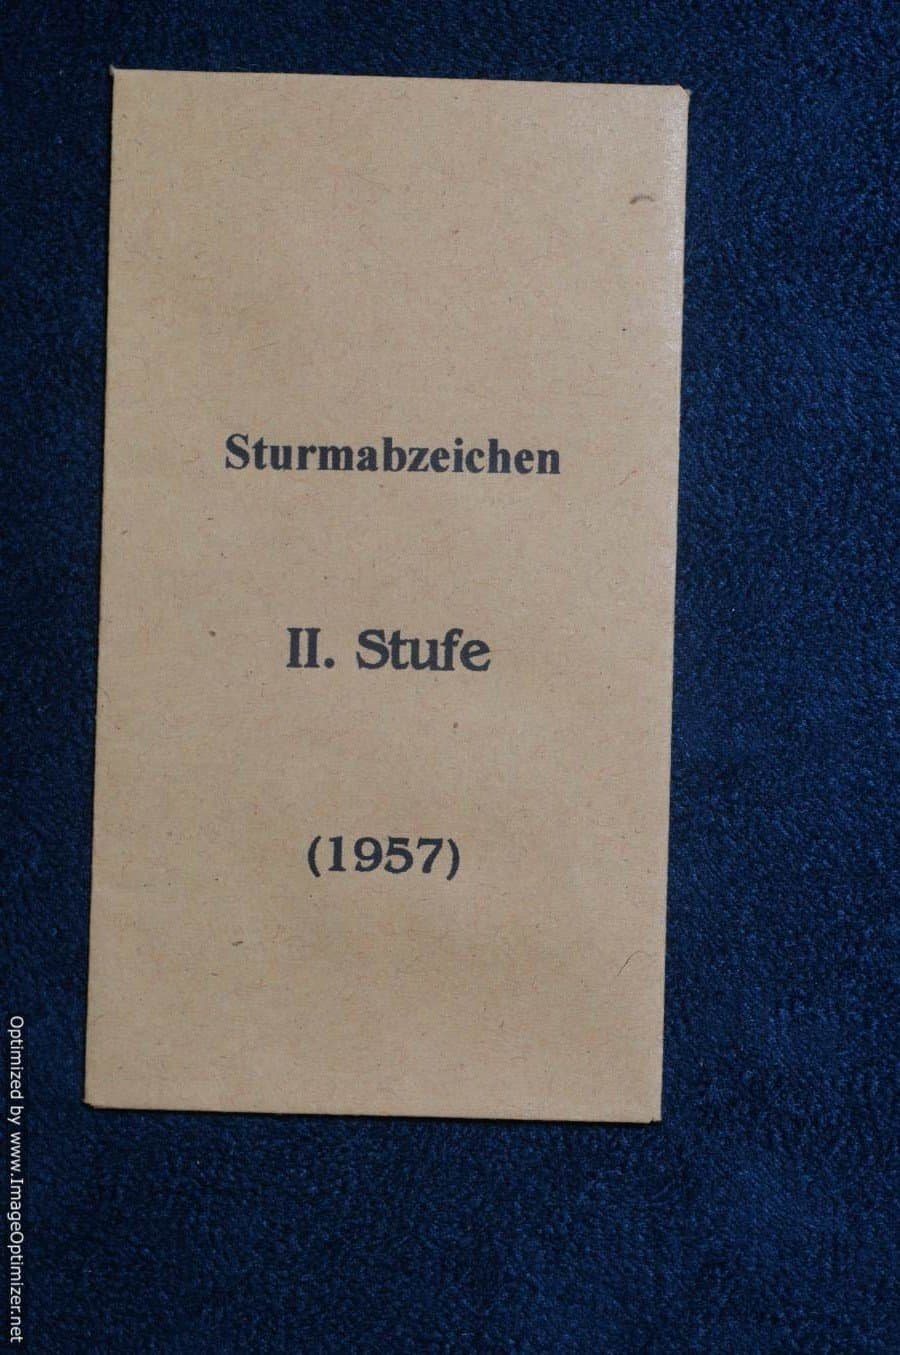 Sturmabzeichen
II. Stufe
(1957)
Optimized by www.ImageOptimizer.net